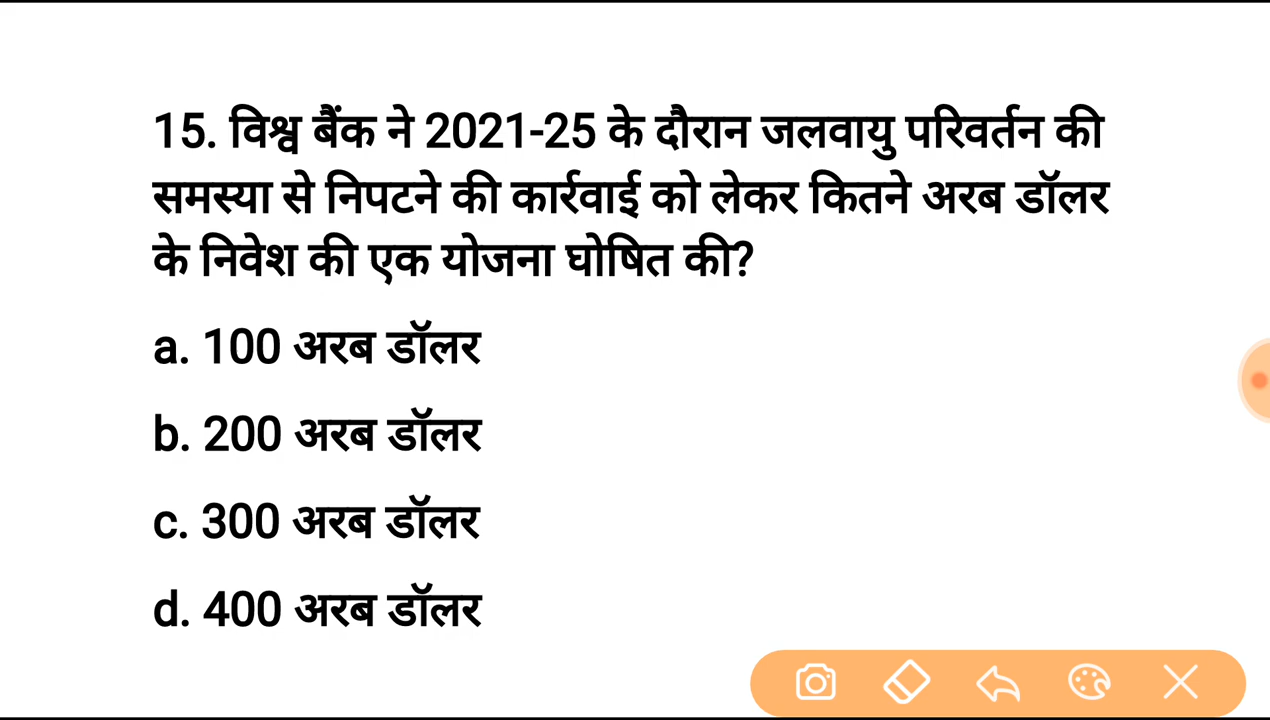 15. विश्व बैंक ने 2021-25 के दौरान जलवायु परिवर्तन की
समस्या से निपटने की कार्रवाई को लेकर कितने अरब डॉलर
के निवेश की एक योजना घोषित की?
a. 100 अरब डॉलर
b. 200 अरब डॉलर
c. 300 अरब डॉलर
d. 400 अरब डॉलर